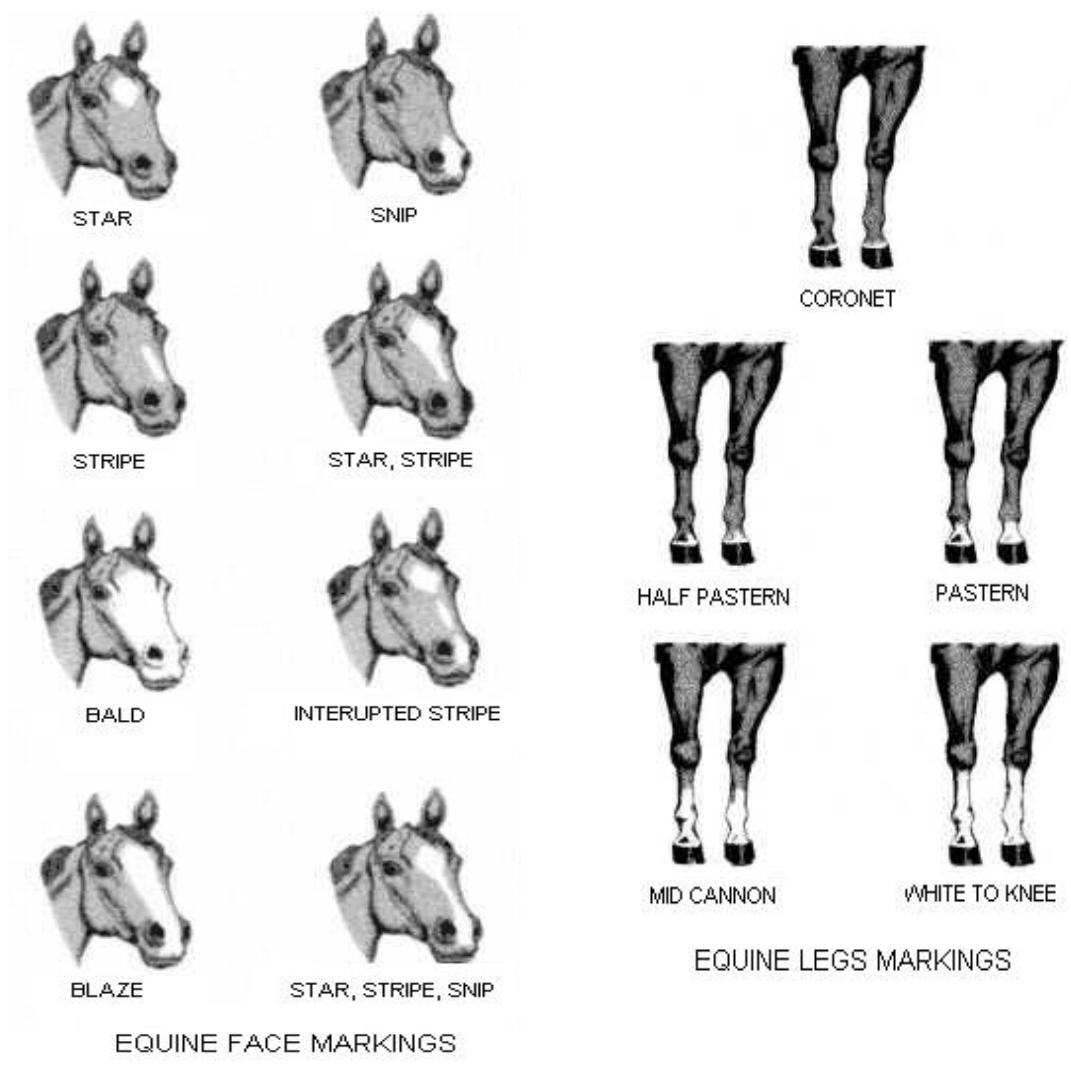 STAR
SNIP
STRIPE
STAR, STRIPE
BALD
INTERUPTED STRIPE
BLAZE
STAR, STRIPE, SNIP
EQUINE FACE MARKINGS
CORONET
HALF PASTERN
PASTERN
MID CANNON
WHITE TO KNEE
EQUINE LEGS MARKINGS